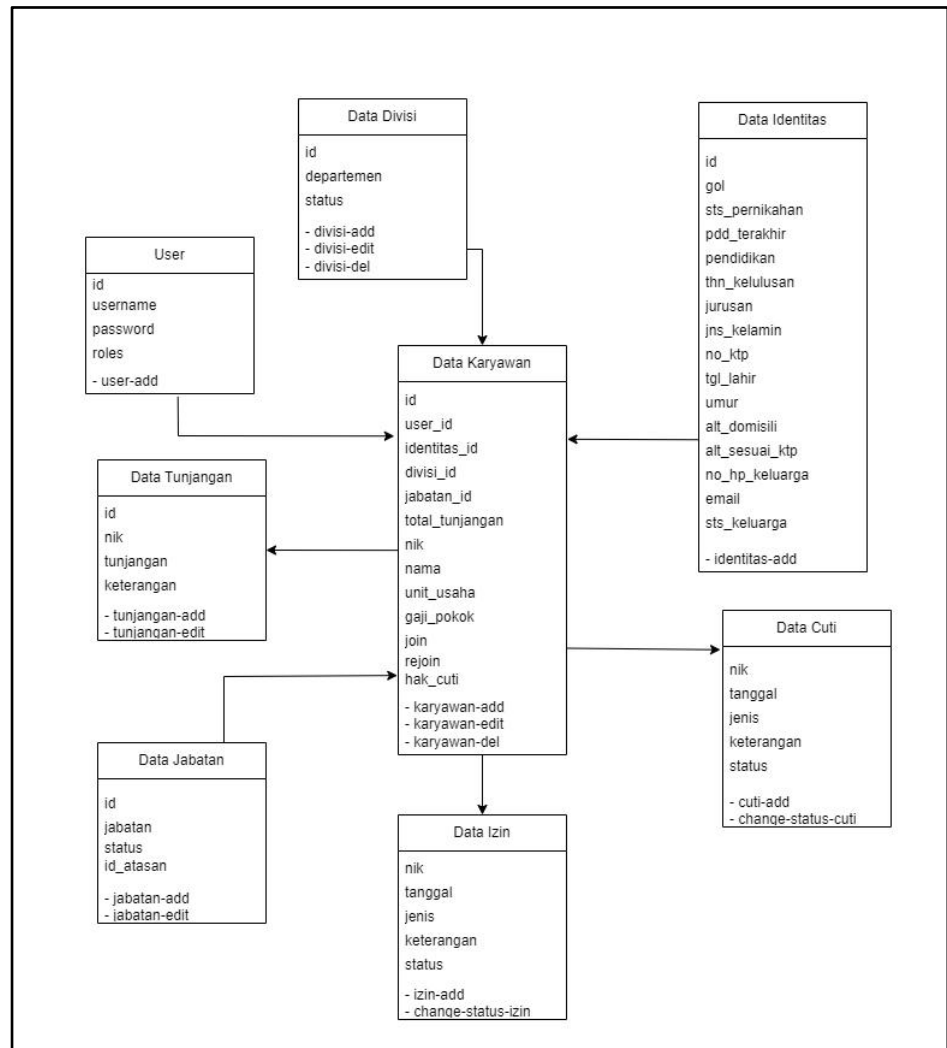 Data Divisi
id
departemen
status
- divisi-add
- divisi-edit
- divisi-del
Data Identitas
id
gol
sts_pernikahan
pdd_terakhir
pendidikan
thn_kelulusan
jurusan
jns_kelamin
no_ktp
tgl_lahir
umur
alt_domisili
alt_sesuai_ktp
no_hp_keluarga
email
sts_keluarga
- identitas-add
User
id
username
password
roles
- user-add
Data Karyawan
id
user_id
identitas_id
divisi_id
jabatan_id
total_tunjangan
nik
nama
unit_usaha
gaji_pokok
join
rejoin
hak_cuti
- karyawan-add
- karyawan-edit
- karyawan-del
Data Tunjangan
id
nik
tunjangan
keterangan
- tunjangan-add
- tunjangan-edit
Data Cuti
nik
tanggal
jenis
keterangan
status
- cuti-add
- change-status-cuti
Data Jabatan
id
jabatan
status
id_atasan
- jabatan-add
- jabatan-edit
Data Izin
nik
tanggal
jenis
keterangan
status
- izin-add
- change-status-izin